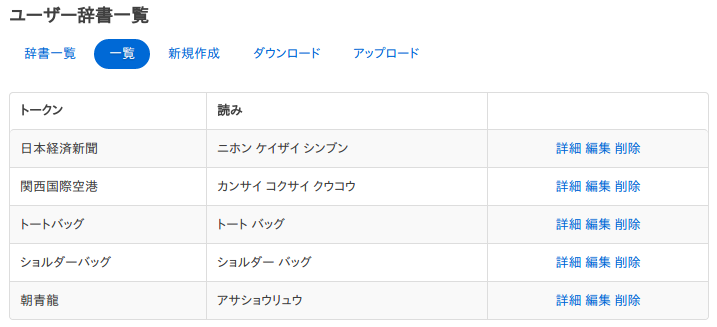 ユーザー辞書一覧
辞書一覧 一覧 新規作成 ダウンロード アップロード
トークン 読み
日本経済新聞 ニホン ケイザイ シンブン 詳細 編集 削除
関西国際空港 カンサイ コクサイ クウコウ 詳細 編集 削除
トートバッグ トート バッグ 詳細 編集 削除
ショルダーバッグ ショルダー バッグ 詳細 編集 削除
朝青龍 アサショウリュウ 詳細 編集 削除